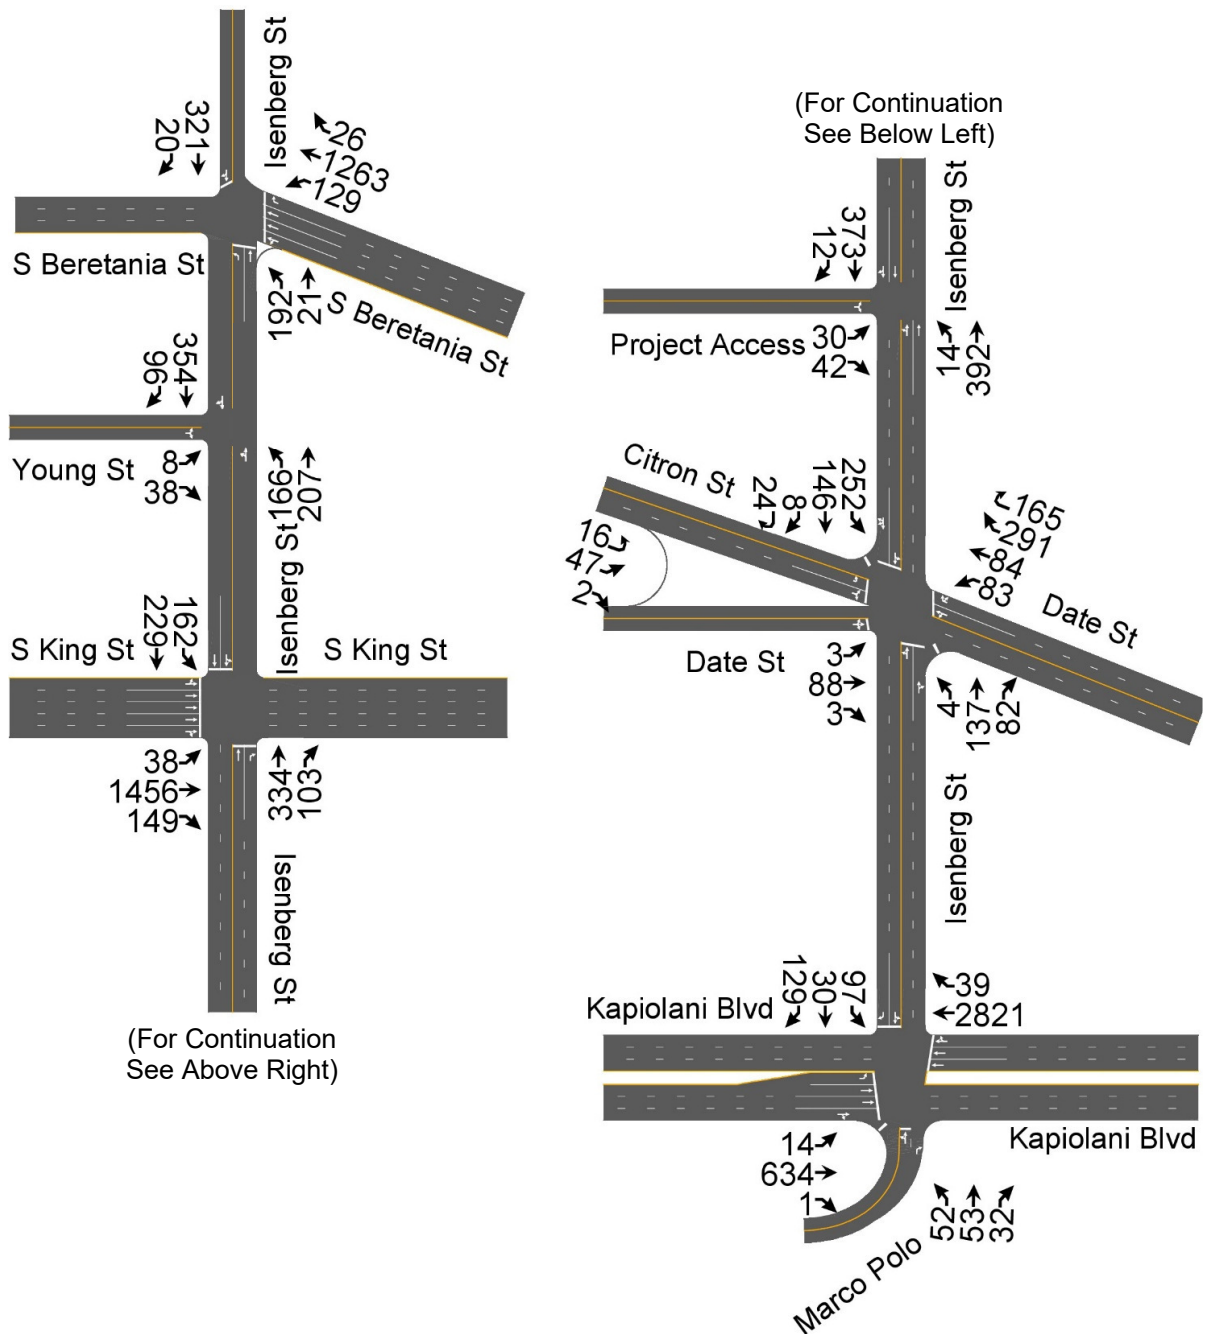 Isenberg St
321
20
26
1263
129
S Beretania St
192
21
S Beretania St
354
96
Young St
8
38
166
207
Isenberg St
162
229
S King St
S King St
38
1456
149
334
103
Isenberg St
(For Continuation
See Above Right)
(For Continuation
See Below Left)
Isenberg St
373
12
Project Access
30
42
14
392
Citron St
24
8
146
252
16
47
2
165
291
84
83
Date St
Date St
3
88
3
4
137
82
Isenberg St
129
30
97
Kapiolani Blvd
39
2821
Kapiolani Blvd
14
634
1
52
53
32
Marco Polo